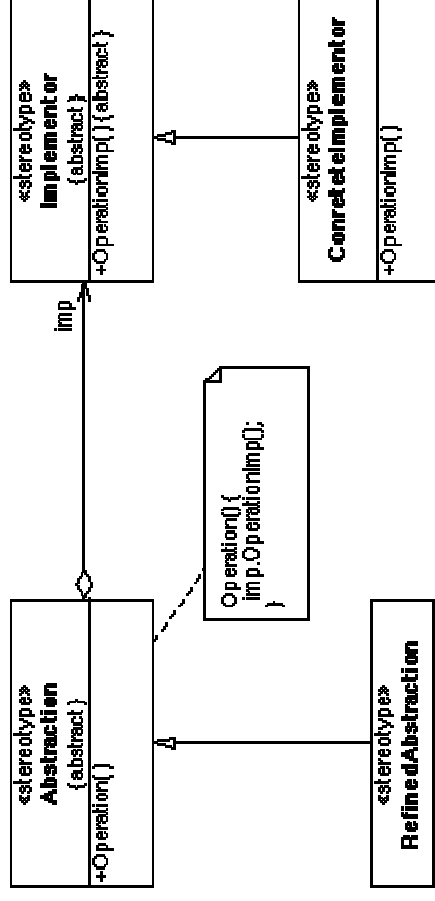 «stereotype»
Abstraction
{abstract}
+Operation()
imp
«stereotype»
Implementor
{abstract}
+OperationImp(){abstract}
Operation() {
imp.OperationImp();
}
«stereotype»
RefinedAbstraction
«stereotype»
ConreteImplementor
+OperationImp()